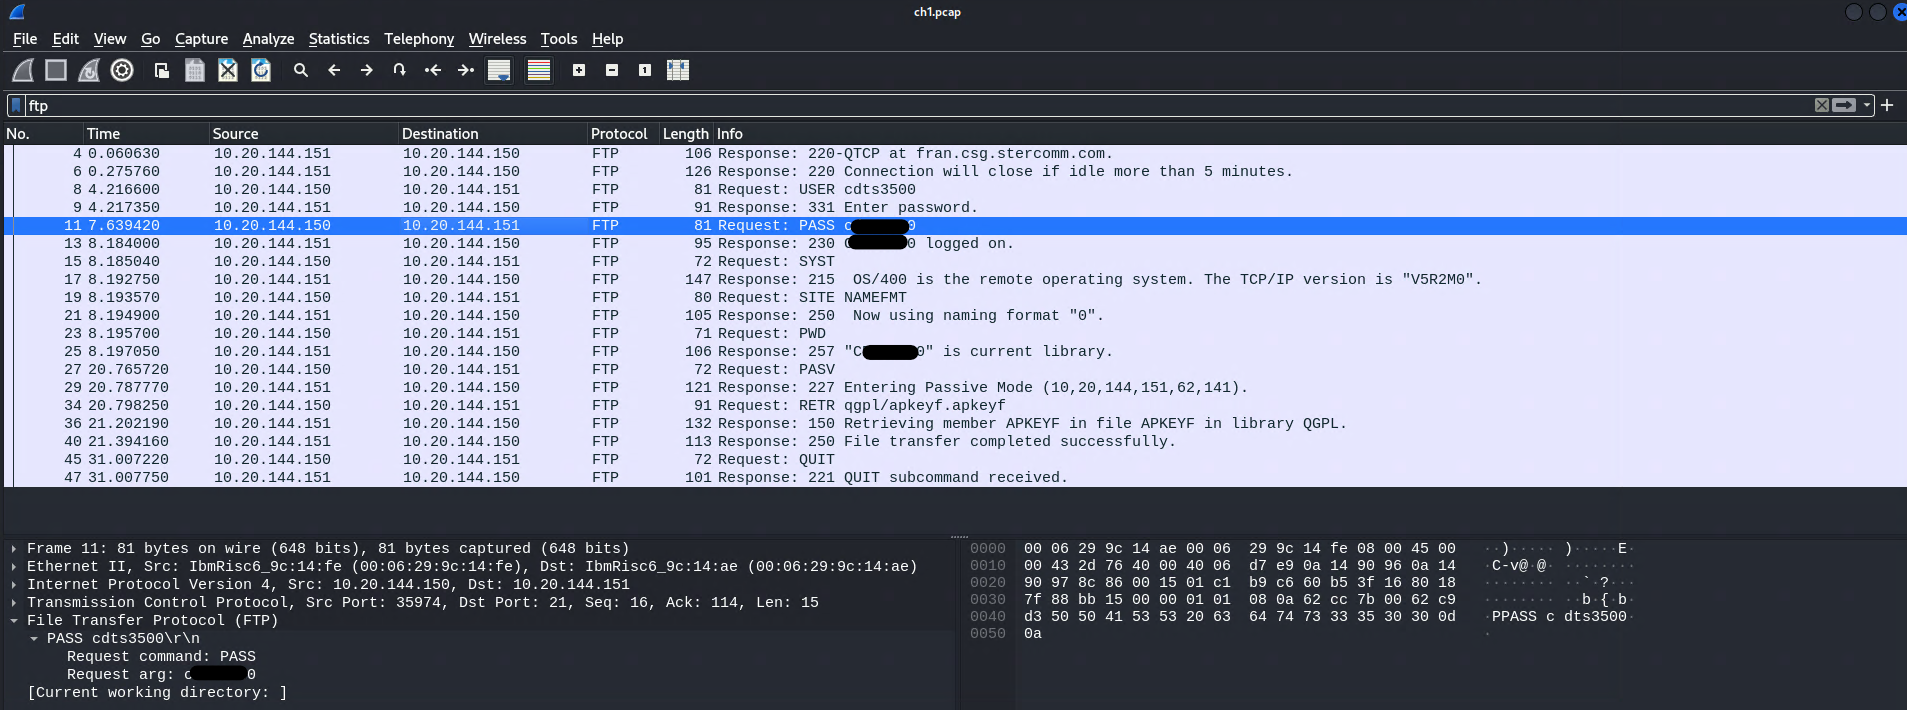 ch1.pcap
File Edit View Go Capture Analyze Statistics Telephony Wireless Tools Help
ftp
No. Time Source Destination Protocol Length Info
4 0.060630 10.20.144.151 10.20.144.150 FTP 106 Response: 220-QTCP at fran.csg.stercomm.com.
6 0.275760 10.20.144.151 10.20.144.150 FTP 126 Response: 220 Connection will close if idle more than 5 minutes.
8 4.216600 10.20.144.150 10.20.144.151 FTP 81 Request: USER cdts3500
9 4.217350 10.20.144.151 10.20.144.150 FTP 91 Response: 331 Enter password.
11 7.639420 10.20.144.150 10.20.144.151 FTP 81 Request: PASS c 0
13 8.184000 10.20.144.151 10.20.144.150 FTP 95 Response: 230 0 logged on.
15 8.185040 10.20.144.150 10.20.144.151 FTP 72 Request: SYST
17 8.192750 10.20.144.151 10.20.144.150 FTP 147 Response: 215 OS/400 is the remote operating system. The TCP/IP version is "V5R2M0".
19 8.193570 10.20.144.150 10.20.144.151 FTP 80 Request: SITE NAMEFMT
21 8.194900 10.20.144.151 10.20.144.150 FTP 105 Response: 250 Now using naming format "0".
23 8.195700 10.20.144.150 10.20.144.151 FTP 71 Request: PWD
25 8.197050 10.20.144.151 10.20.144.150 FTP 106 Response: 257 "C 0" is current library.
27 20.765720 10.20.144.150 10.20.144.151 FTP 72 Request: PASV
29 20.787770 10.20.144.151 10.20.144.150 FTP 121 Response: 227 Entering Passive Mode (10,20,144,151,62,141).
34 20.798250 10.20.144.150 10.20.144.151 FTP 91 Request: RETR qgpl/apkeyf.apkeyf
36 21.202190 10.20.144.151 10.20.144.150 FTP 132 Response: 150 Retrieving member APKEYF in file APKEYF in library QGPL.
40 21.394160 10.20.144.151 10.20.144.150 FTP 113 Response: 250 File transfer completed successfully.
45 31.007220 10.20.144.150 10.20.144.151 FTP 72 Request: QUIT
47 31.007750 10.20.144.151 10.20.144.150 FTP 101 Response: 221 QUIT subcommand received.
Frame 11: 81 bytes on wire (648 bits), 81 bytes captured (648 bits)
Ethernet II, Src: IbmRisc6_9c:14:fe (00:06:29:9c:14:fe), Dst: IbmRisc6_9c:14:ae (00:06:29:9c:14:ae)
Internet Protocol Version 4, Src: 10.20.144.150, Dst: 10.20.144.151
Transmission Control Protocol, Src Port: 35974, Dst Port: 21, Seq: 16, Ack: 114, Len: 15
File Transfer Protocol (FTP)
PASS cdts3500\r\n
Request command: PASS
Request arg: c 0
[Current working directory: ]
0000 00 06 29 9c 14 ae 00 06 29 9c 14 fe 08 00 45 00 ··)····· )·····E·
0010 00 43 2d 76 40 00 40 06 d7 e9 0a 14 90 96 0a 14 ·C-v@·@· ········
0020 90 97 8c 86 00 15 01 c1 b9 c6 60 b5 3f 16 80 18 ········ ··`·?···
0030 7f 88 bb 15 00 00 01 01 08 0a 62 cc 7b 00 62 c9 ········ ··b·{·b·
0040 d3 50 50 41 53 53 20 63 64 74 73 33 35 30 30 0d ·PPASS c dts3500·
0050 0a ·